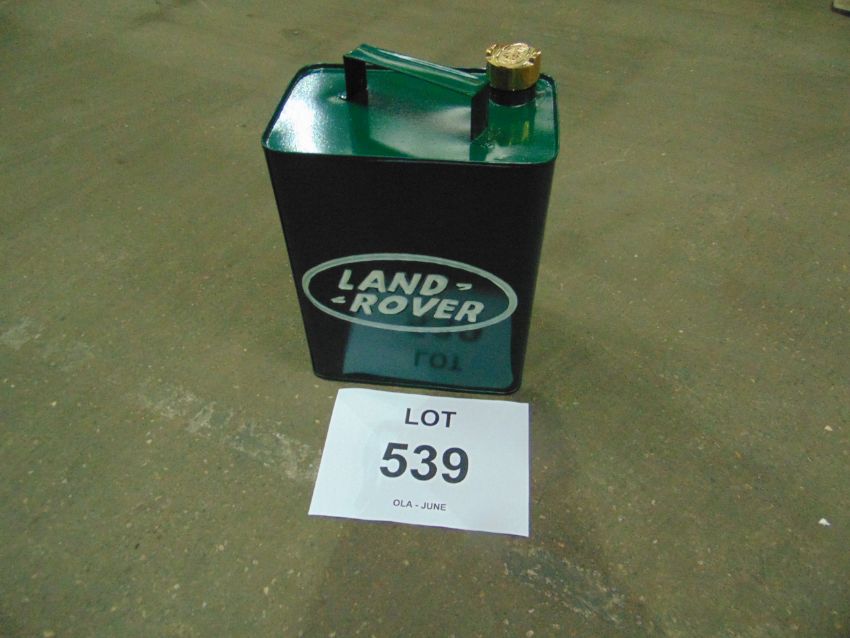 LAND -
- ROVER
LOT
539
OLA - JUNE